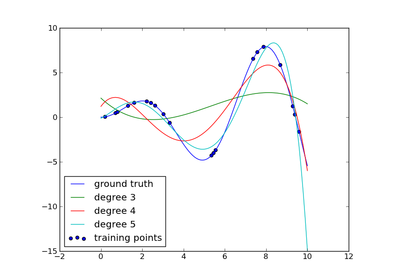 10
5
0
−5
−10
−15
−2 0 2 4 6 8 10 12
ground truth
degree 3
degree 4
degree 5
training points